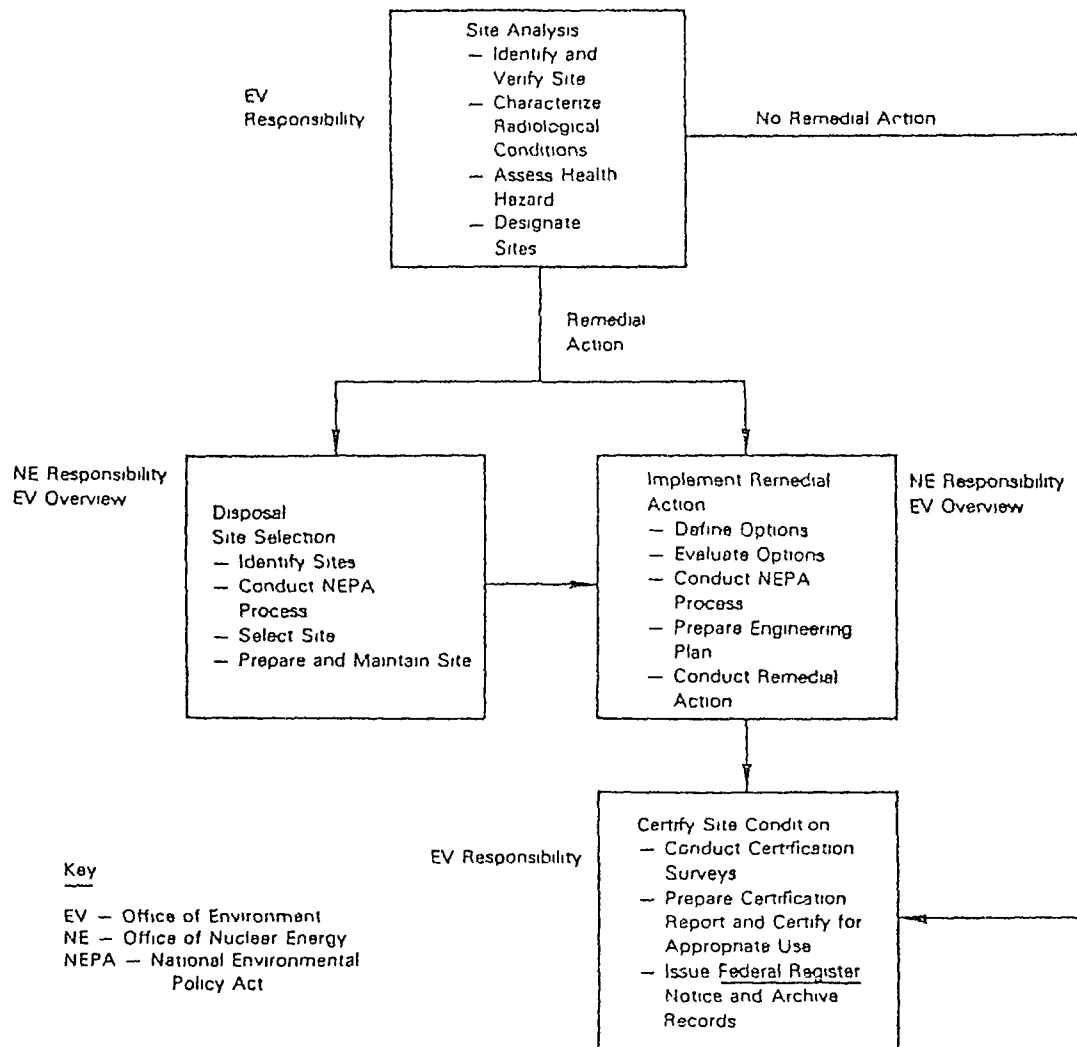 Site Analysis
— Identify and
Verify Site
— Characterize
Radiological
Conditions
— Assess Health
Hazard
— Designate
Sites
EV
Responsibility
No Remedial Action
Remedial
Action
NE Responsibility
EV Overview
Disposal
Site Selection
— Identify Sites
— Conduct NEPA
Process
— Select Site
— Prepare and Maintain Site
Implement Remedial
Action
— Define Options
— Evaluate Options
— Conduct NEPA
Process
— Prepare Engineering
Plan
— Conduct Remedial
Action
NE Responsibility
EV Overview
EV Responsibility
Certify Site Condition
— Conduct Certification
Surveys
— Prepare Certification
Report and Certify for
Appropriate Use
— Issue Federal Register
Notice and Archive
Records
Key
EV — Office of Environment
NE — Office of Nuclear Energy
NEPA — National Environmental
Policy Act